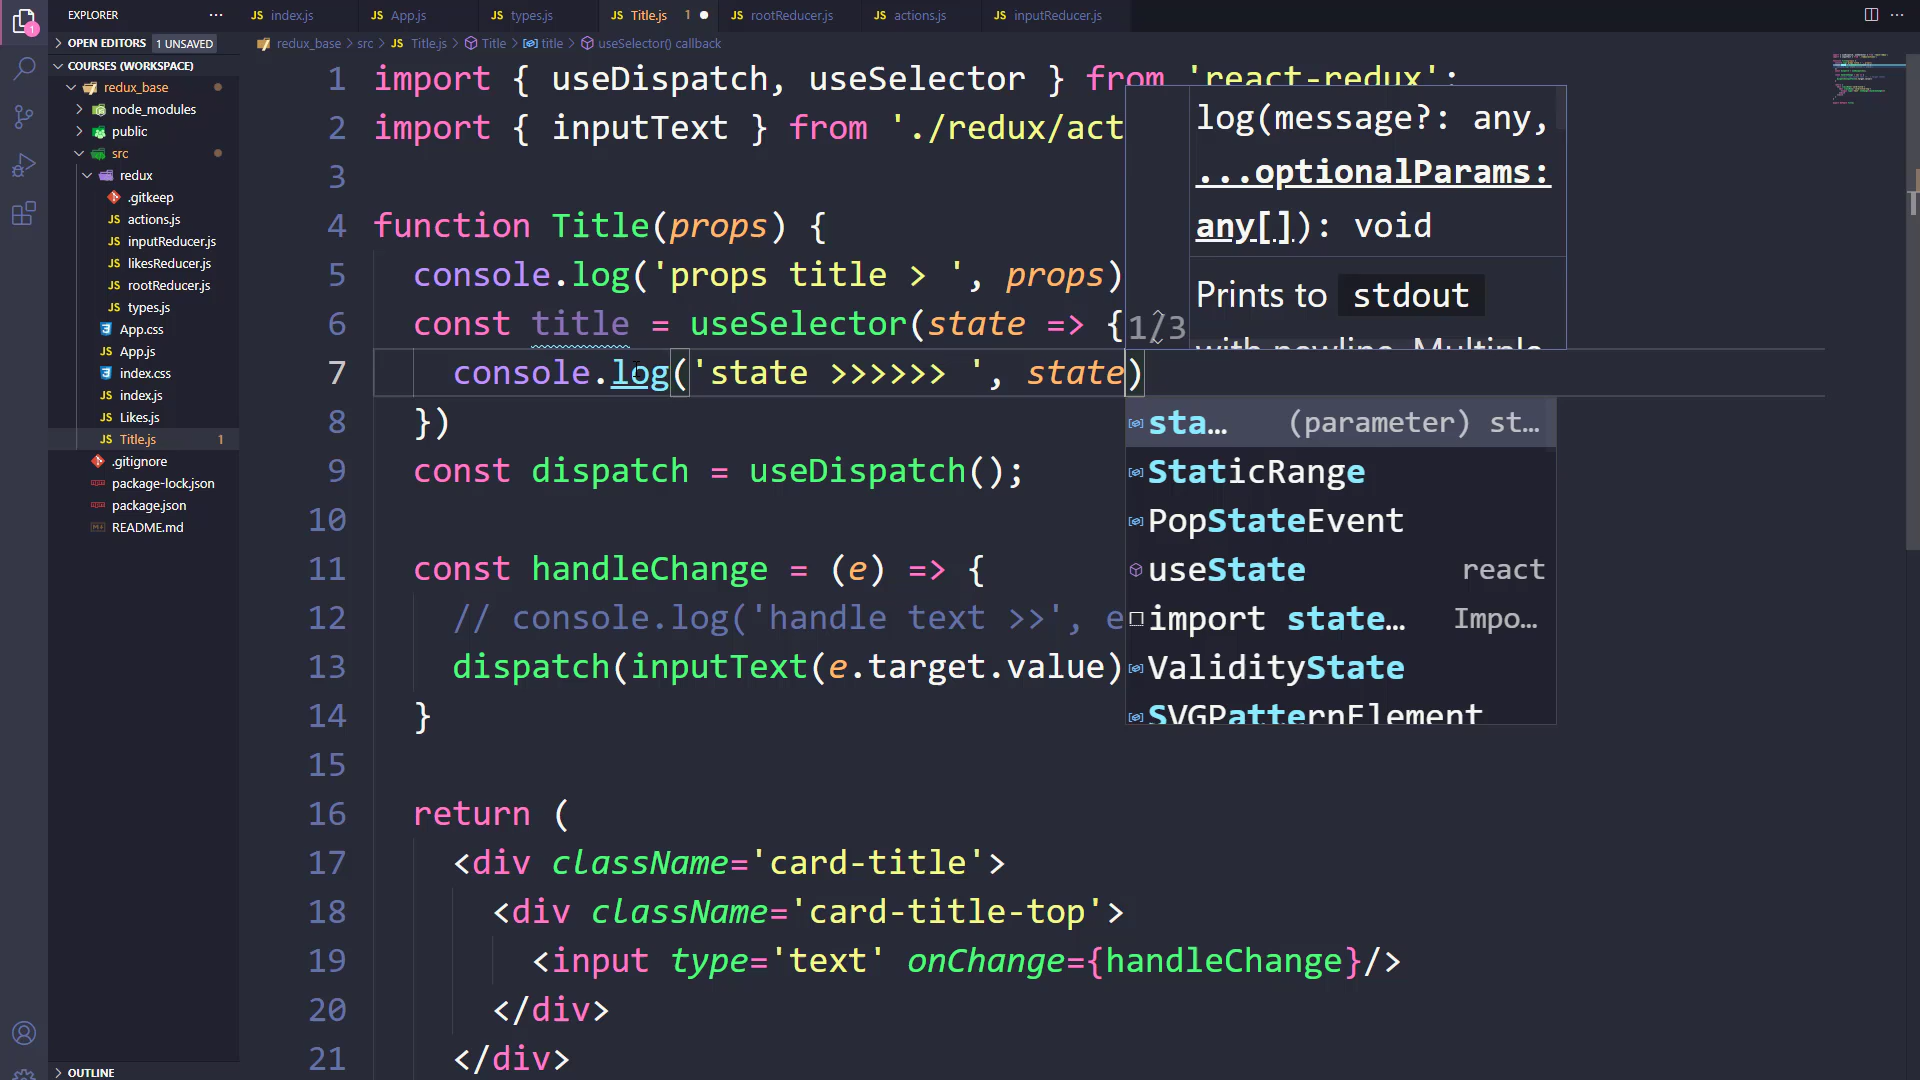 EXPLORER
index.js App.js types.js Title.js 1 rootReducer.js actions.js inputReducer.js
OPEN EDITORS 1 UNSAVED
redux_base > src > Title.js > Title > title > useSelector() callback
COURSES (WORKSPACE)
redux_base
node_modules
public
src
redux
.gitkeep
actions.js
inputReducer.js
likesReducer.js
rootReducer.js
types.js
App.css
App.js
index.css
index.js
Likes.js
Title.js 1
.gitignore
package-lock.json
package.json
README.md
OUTLINE
1 import { useDispatch, useSelector } from 'react-redux';
2 import { inputText } from './redux/act
3
4 function Title(props) {
5 console.log('props title > ', props)
6 const title = useSelector(state => {
7 console.log('state >>>>>> ', state)
8 })
9 const dispatch = useDispatch();
10
11 const handleChange = (e) => {
12 // console.log('handle text >>', e
13 dispatch(inputText(e.target.value)
14 }
15
16 return (
17 <div className='card-title'>
18 <div className='card-title-top'>
19 <input type='text' onChange={handleChange}/>
20 </div>
21 </div>
log(message?: any,
...optionalParams:
any[]): void
1/3
Prints to stdout
with newline. Multiple
sta… (parameter) st…
StaticRange
PopStateEvent
useState react
import state… Impo…
ValidityState
SVGPatternElement